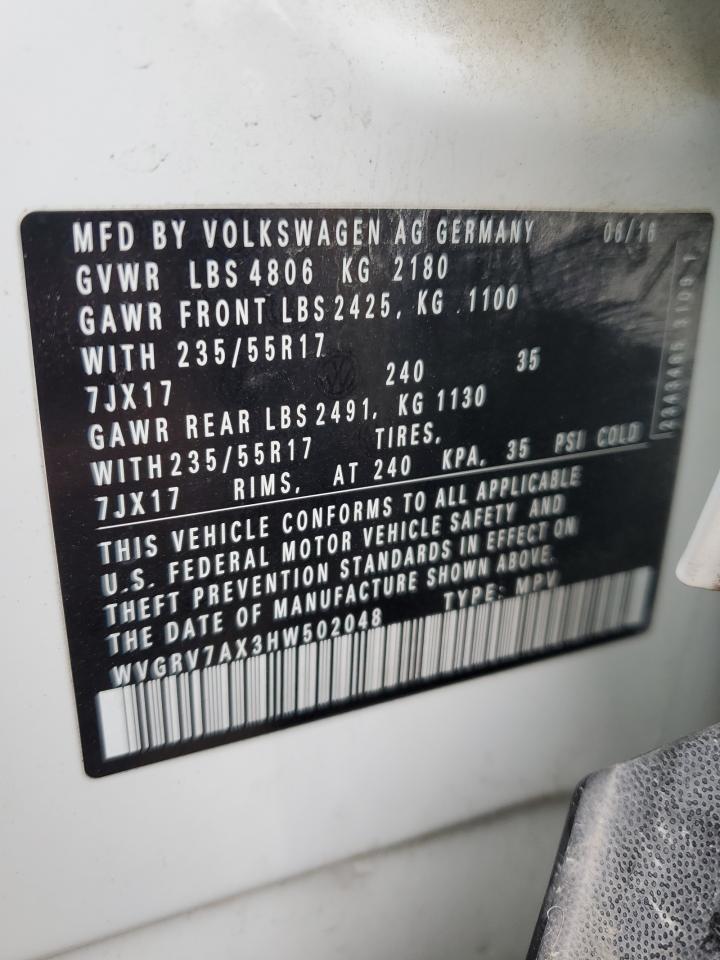 MFD BY VOLKSWAGEN AG GERMANY 06/16
GVWR LBS 4806 KG 2180
GAWR FRONT LBS 2425, KG 1100
WITH 235/55R17
7JX17 240 35
GAWR REAR LBS 2491, KG 1130
WITH 235/55R17 TIRES,
7JX17 RIMS, AT 240 KPA, 35 PSI COLD
THIS VEHICLE CONFORMS TO ALL APPLICABLE
U.S. FEDERAL MOTOR VEHICLE SAFETY AND
THEFT PREVENTION STANDARDS IN EFFECT ON
THE DATE OF MANUFACTURE SHOWN ABOVE.
WVGRV7AX3HW502048 TYPE: MPV